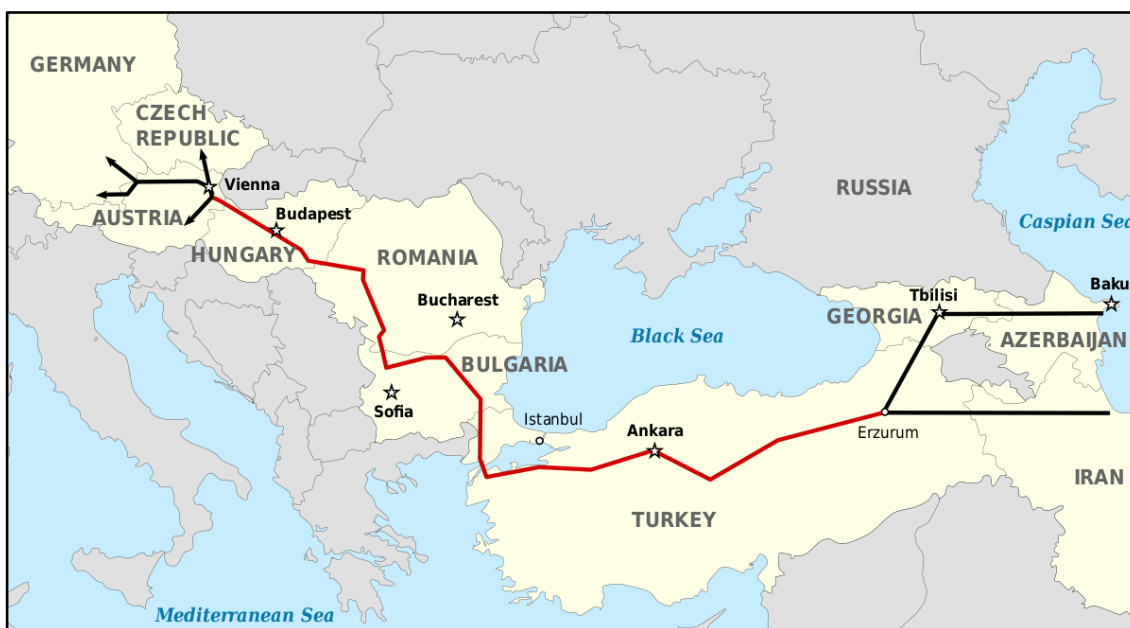 GERMANY
CZECH
REPUBLIC
Vienna
AUSTRIA
Budapest
HUNGARY
ROMANIA
Bucharest
BULGARIA
Sofia
RUSSIA
Caspian Sea
Baku
Tbilisi
GEORGIA
AZERBAIJAN
Black Sea
Istanbul
Ankara
Erzurum
IRAN
TURKEY
Mediterranean Sea